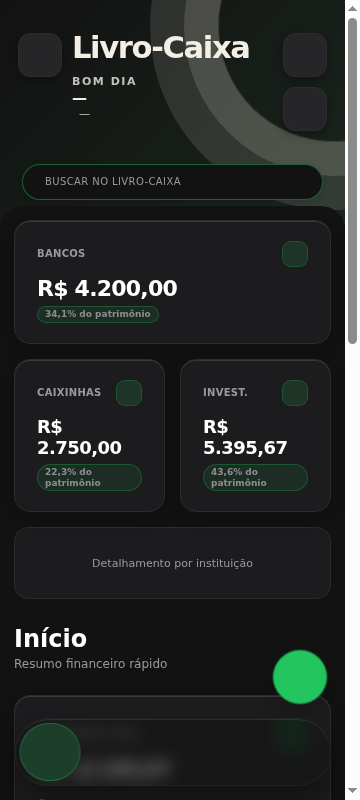 Livro-Caixa
BOM DIA
—
—
BUSCAR NO LIVRO-CAIXA
BANCOS
R$ 4.200,00
34,1% do patrimônio
CAIXINHAS
R$
2.750,00
22,3% do
patrimônio
INVEST.
R$
5.395,67
43,6% do
patrimônio
Detalhamento por instituição
Início
Resumo financeiro rápido